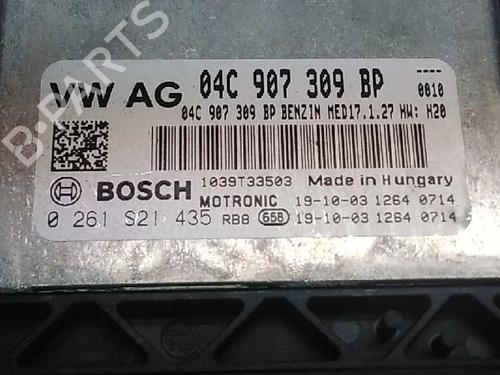 VW AG 04C 907 309 BP 0810
04C 907 309 BP BENZIN MED17.1.27 HW: H20
BOSCH 1039T33503 Made in Hungary
MOTRONIC 19-10-03 1264 0714
0 261 S21 435 RB8 658 19-10-03 1264 0714
B-PARTS